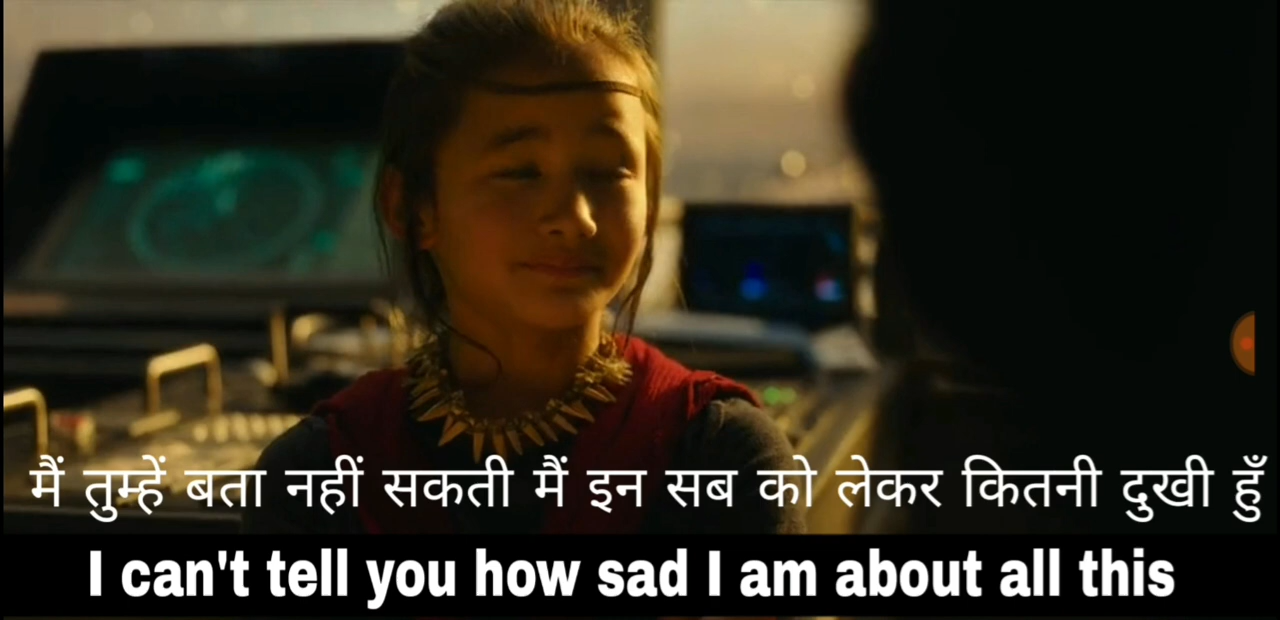 मैं तुम्हें बता नहीं सकती मैं इन सब को लेकर कितनी दुखी हुँ
I can't tell you how sad I am about all this